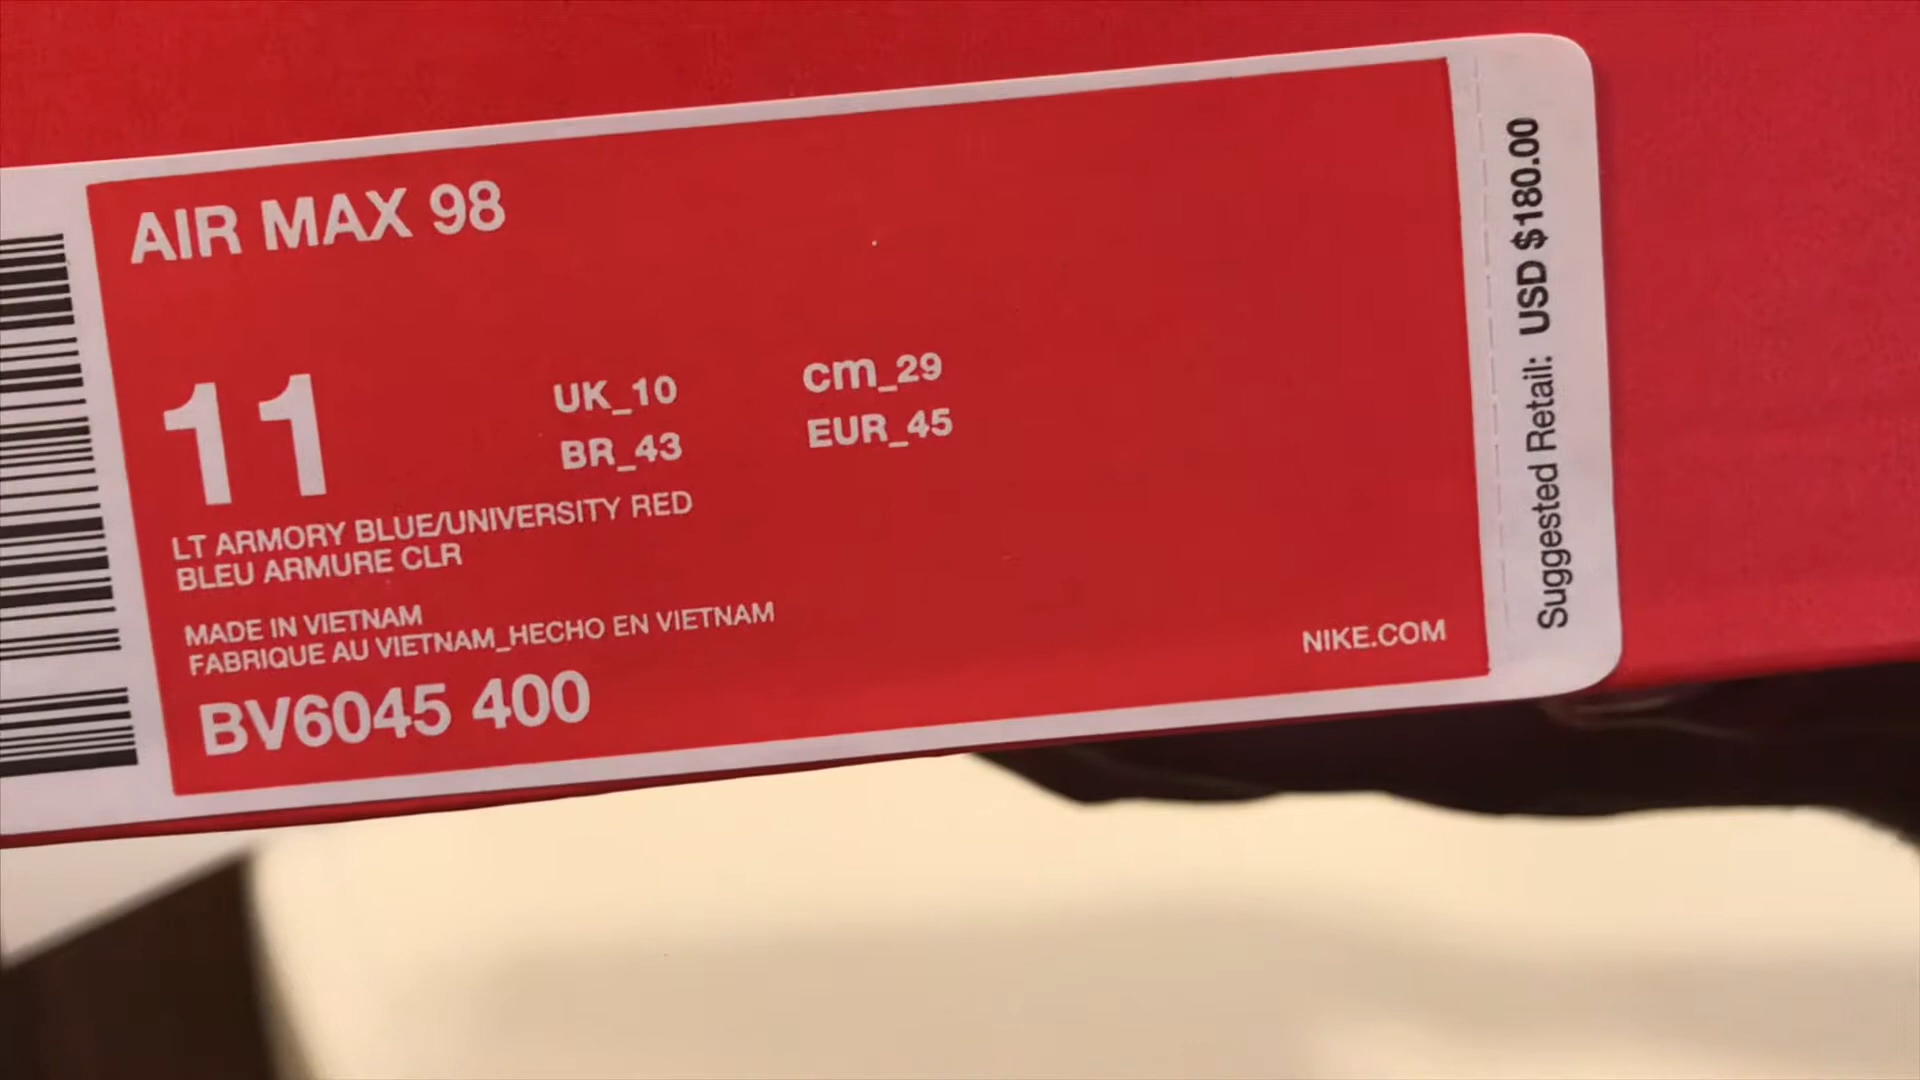 AIR MAX 98
11
UK_10
cm_29
BR_43
EUR_45
LT ARMORY BLUE/UNIVERSITY RED
BLEU ARMURE CLR
MADE IN VIETNAM
FABRIQUE AU VIETNAM_HECHO EN VIETNAM
BV6045 400
NIKE.COM
Suggested Retail: USD $180.00